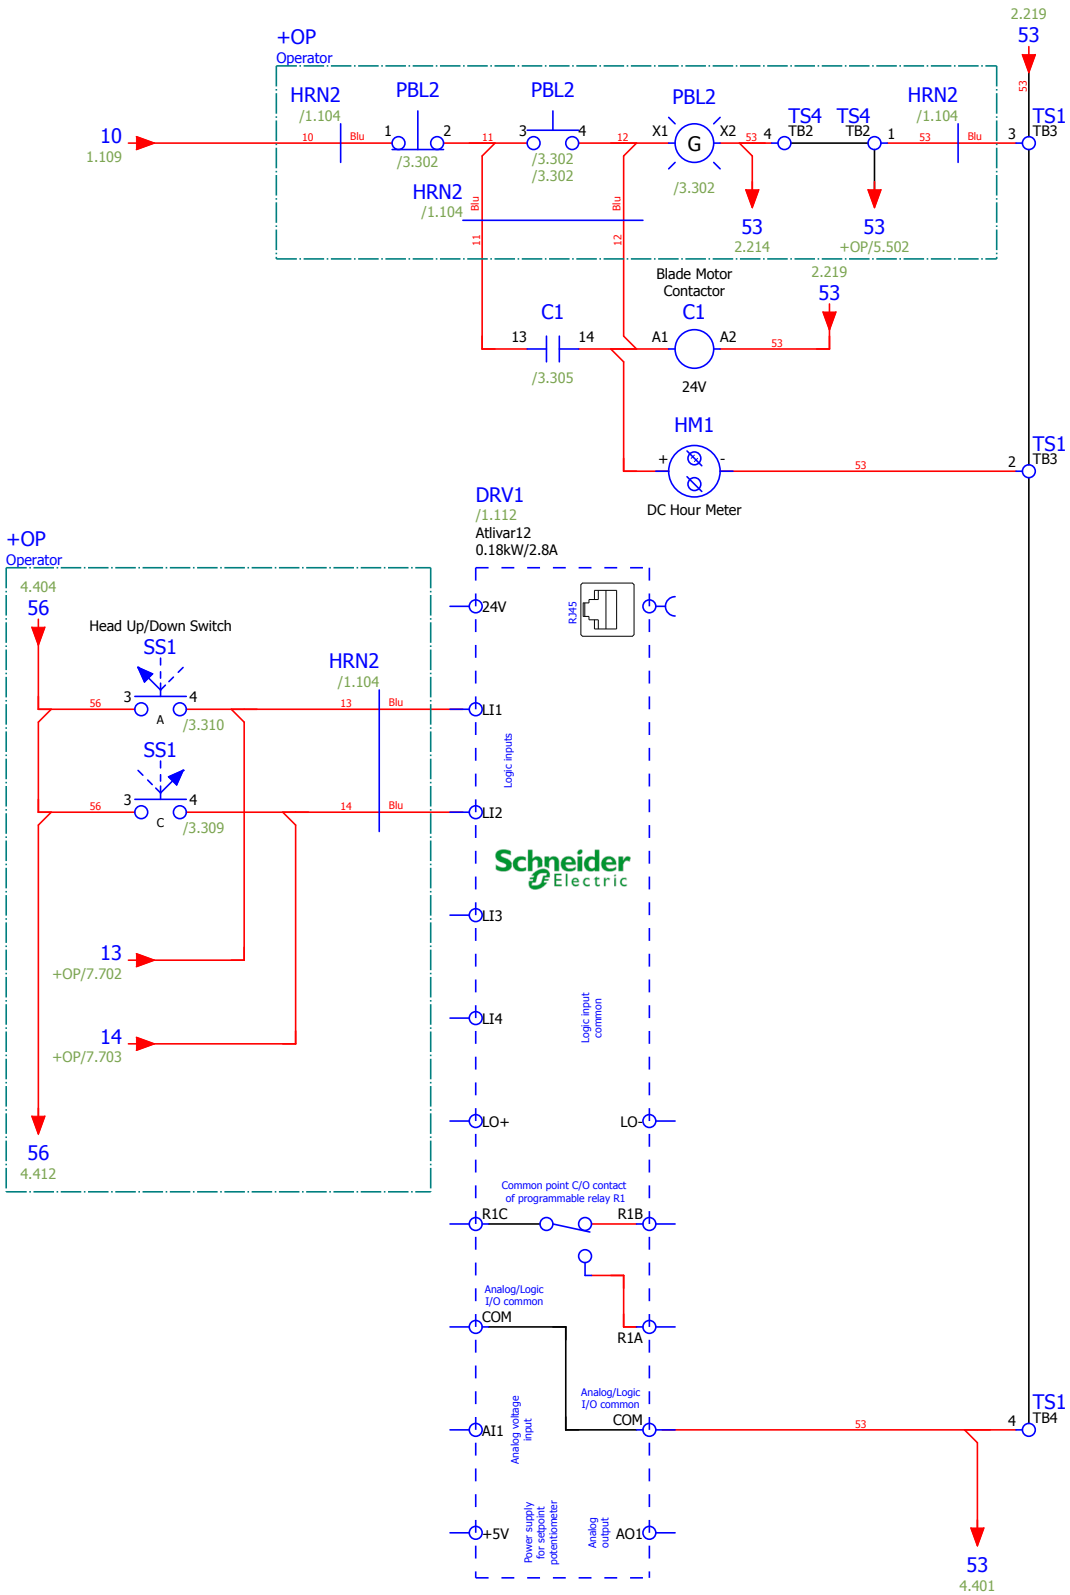 2.219
53
53
+OP
Operator
HRN2
/1.104
PBL2
PBL2
PBL2
TS4
TS4
HRN2
/1.104
TS1
10
1.109
10
Blu
1
2
/3.302
11
3
4
/3.302
/3.302
12
X1
G
X2
/3.302
53
4
TB2
TB2
1
53
Blu
3
TB3
HRN2
/1.104
Blu
11
Blu
12
53
2.214
53
+OP/5.502
Blade Motor
Contactor
2.219
53
C1
13
14
/3.305
C1
A1
A2
24V
53
HM1
+
-
DC Hour Meter
53
2
TS1
TB3
DRV1
/1.112
Atlivar12
0.18kW/2.8A
+OP
Operator
4.404
56
Head Up/Down Switch
SS1
3
4
A
/3.310
56
HRN2
/1.104
13
Blu
SS1
3
4
C
/3.309
56
14
Blu
13
+OP/7.702
14
+OP/7.703
56
4.412
24V
RJ45
LI1
Logic inputs
LI2
Schneider
Electric
LI3
LI4
Logic input
common
LO+
LO-
Common point C/O contact
of programmable relay R1
R1C
R1B
Analog/Logic
I/O common
COM
R1A
Analog/Logic
I/O common
COM
AI1
Analog voltage
input
53
4
TS1
TB4
+5V
Power supply
for setpoint
potentiometer
Analog
output
AO1
53
4.401